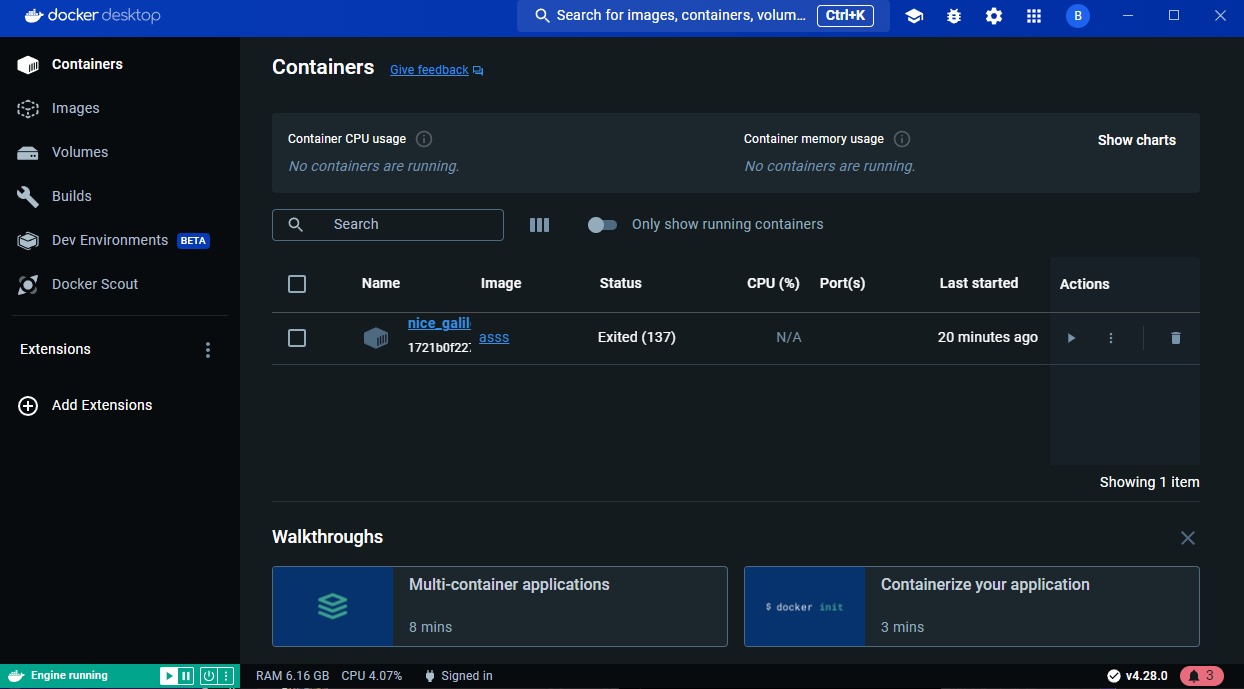 docker desktop
Search for images, containers, volum... Ctrl+K
B
Containers
Images
Volumes
Builds
Dev Environments BETA
Docker Scout
Extensions
Add Extensions
Containers Give feedback
Container CPU usage
No containers are running.
Container memory usage
No containers are running.
Show charts
Search
Only show running containers
Name Image Status CPU (%) Port(s) Last started Actions
nice_galil
1721b0f227
asss
Exited (137)
N/A
20 minutes ago
Showing 1 item
Walkthroughs
Multi-container applications
8 mins
$ docker init
Containerize your application
3 mins
Engine running
RAM 6.16 GB CPU 4.07% Signed in
v4.28.0
3